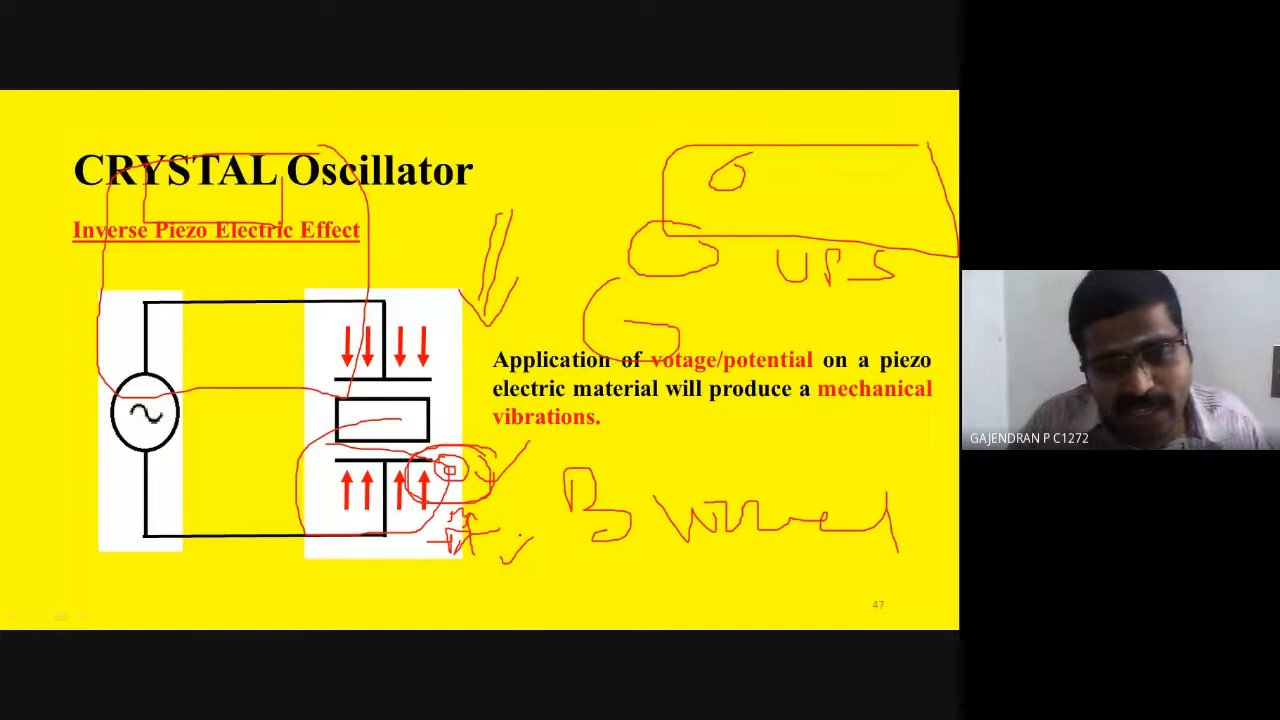 CRYSTAL Oscillator
Inverse Piezo Electric Effect
UPS
Application of votage/potential on a piezo
electric material will produce a mechanical
vibrations.
B
GAJENDRAN P C1272
47